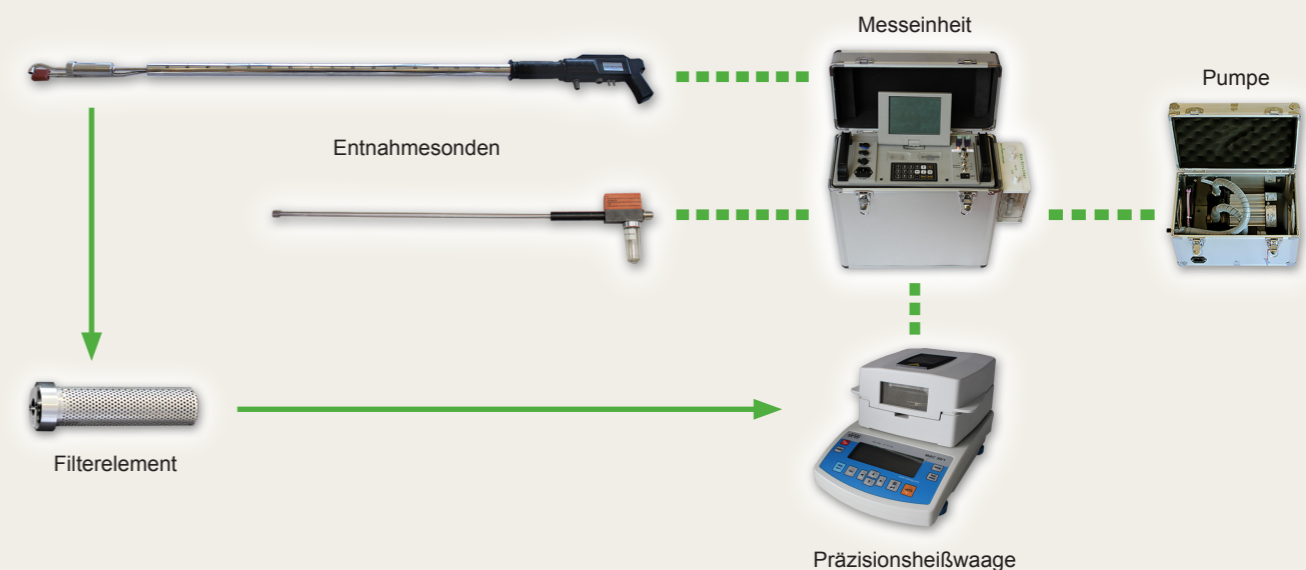 Messeinheit
Pumpe
Entnahmesonden
Filterelement
Präzisionsheißwaage